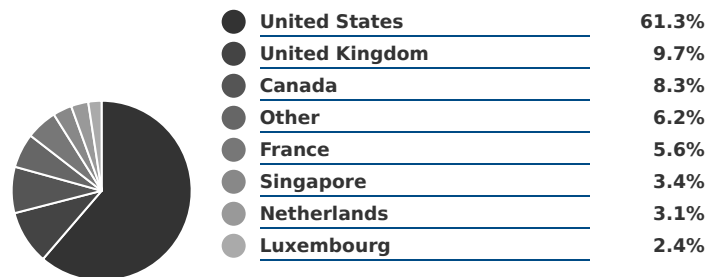 United States 61.3%
United Kingdom 9.7%
Canada 8.3%
Other 6.2%
France 5.6%
Singapore 3.4%
Netherlands 3.1%
Luxembourg 2.4%